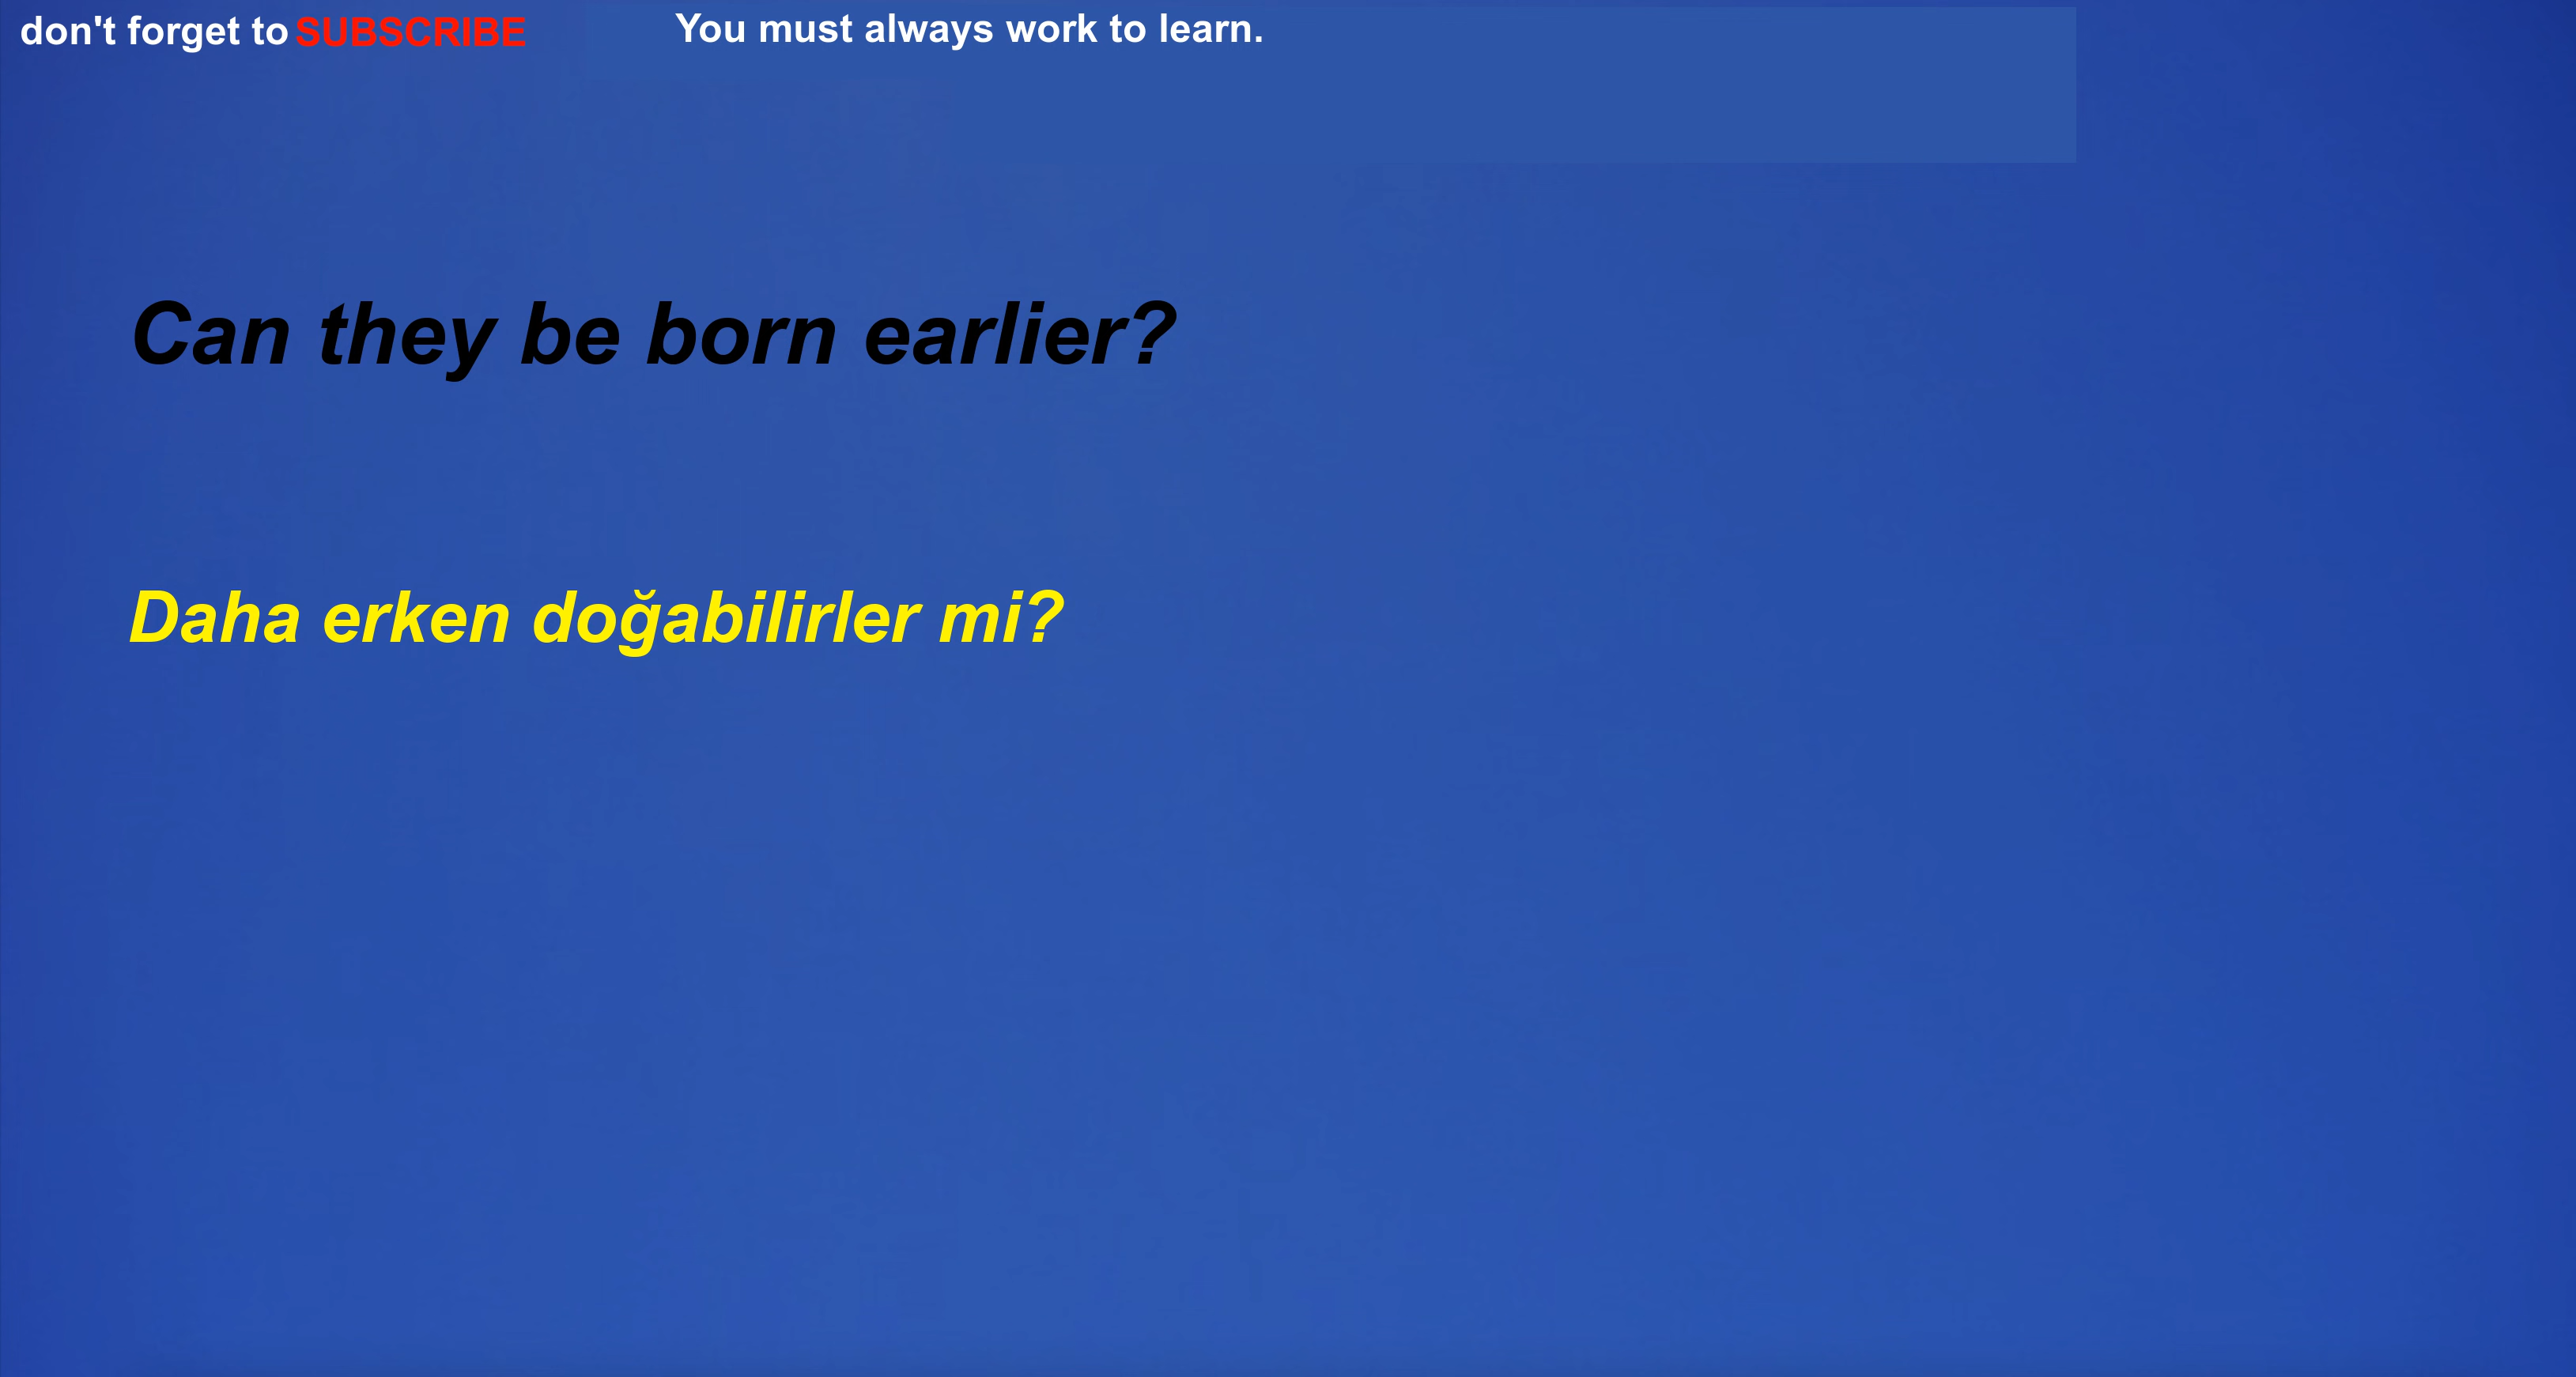 don't forget to SUBSCRIBE
You must always work to learn.
Can they be born earlier?
Daha erken doğabilirler mi?